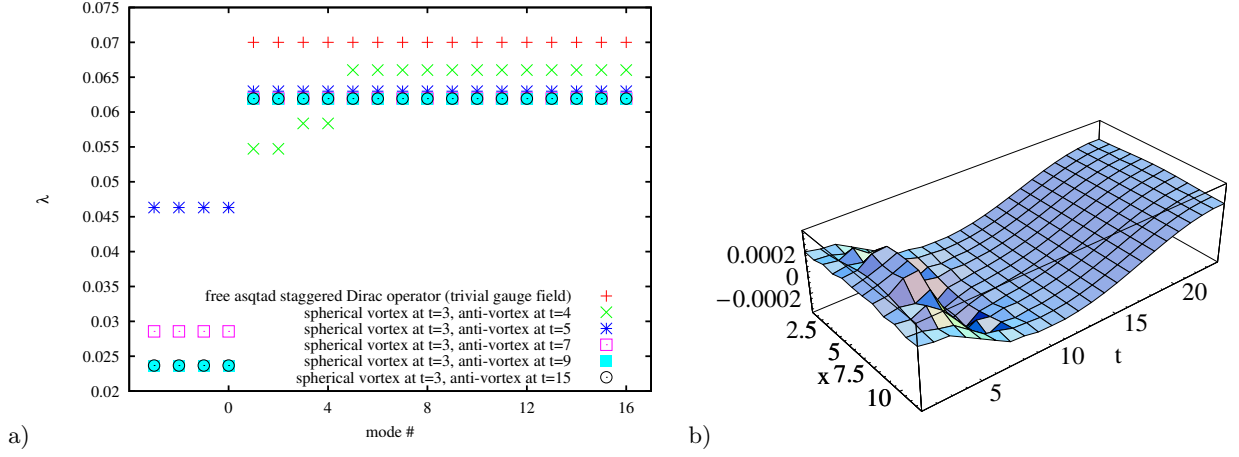 0.075
0.07
0.065
0.06
0.055
0.05
0.045
0.04
0.035
0.03
0.025
0.02
λ
free asqtad staggered Dirac operator (trivial gauge field)
spherical vortex at t=3, anti-vortex at t=4
spherical vortex at t=3, anti-vortex at t=5
spherical vortex at t=3, anti-vortex at t=7
spherical vortex at t=3, anti-vortex at t=9
spherical vortex at t=3, anti-vortex at t=15
0 4 8 12 16
mode #
a)
0.0002
0
−0.0002
2.5
5
x 7.5
10
5
10
15
20
t
b)